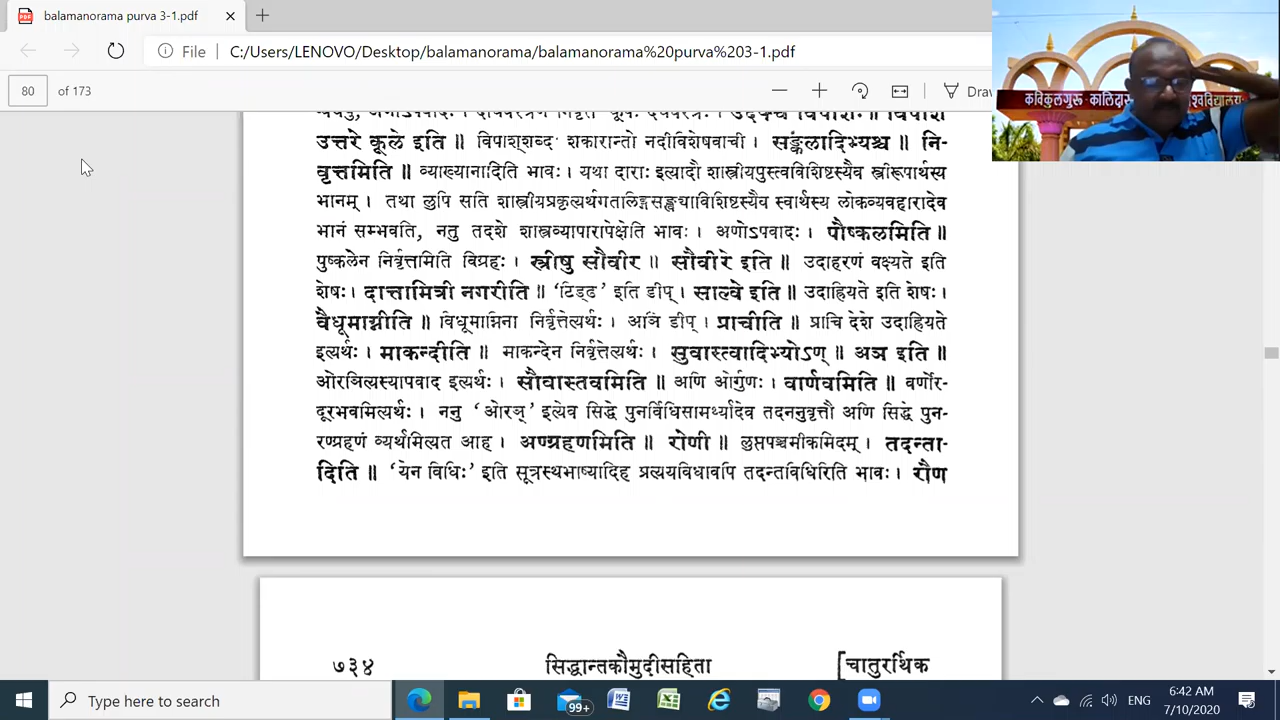 balamanorama purva 3-1.pdf
File C:/Users/LENOVO/Desktop/balamanorama/balamanorama%20purva%203-1.pdf
80 of 173
Draw
कविकुलगुरू कालिदास
उत्तरे कूले इति ॥ विपाश्शब्दः शकारान्तो नदीविशेषवाची । सङ्कलादिभ्यश्च ॥ नि-
वृत्तमिति ॥ व्याख्यानादिति भावः । यथा दाराः इत्यादौ शास्त्रीयपुंस्त्वविशिष्टस्यैव स्त्रीरूपार्थस्य
भानम् । तथा लुपि सति शास्त्रीयप्रकृत्यर्थगतलिङ्गसङ्ख्याविशिष्टस्यैव स्वार्थस्य लोकव्यवहारादेव
भानं सम्भवति, नतु तदंशे शास्त्रव्यापारापेक्षेति भावः । अणोऽपवादः । पौष्कलमिति ॥
पुष्कलेन निर्वृत्तमिति विग्रहः । स्त्रीषु सौवीर ॥ सौवीरे इति ॥ उदाहरणं वक्ष्यते इति
शेषः । दात्तामित्री नगरीति ॥ ‘टिड्ढ’ इति ङीप् । साल्वे इति ॥ उदाह्रियते इति शेषः ।
वैधूमाग्नीति ॥ विधूमाग्निना निर्वृत्तेत्यर्थः । अञि ङीप् । प्राचीति ॥ प्राचि देशे उदाह्रियते
इत्यर्थः । माकन्दीति ॥ माकन्देन निर्वृत्तेत्यर्थः । सुवास्त्वादिभ्योऽण् ॥ अञ इति ॥
ओरञित्यस्यापवाद इत्यर्थः । सौवास्तवमिति ॥ अणि ओर्गुणः । वार्णवमिति ॥ वर्णोर-
दूरभवमित्यर्थः । ननु ‘ओरञ्’ इत्येव सिद्धे पुनर्विधिसामर्थ्यादेव तदननुवृत्तौ अणि सिद्धे पुन-
रण्ग्रहणं व्यर्थमित्यत आह । अण्ग्रहणमिति ॥ रोणी ॥ लुप्तपञ्चमीकमिदम् । तदन्ता-
दिति ॥ ‘येन विधिः’ इति सूत्रस्थभाष्यादिह प्रत्ययविधावपि तदन्तविधिरिति भावः । रौण
७३४ सिद्धान्तकौमुदीसहिता [चातुरर्थिक
Type here to search
99+
ENG
6:42 AM
7/10/2020